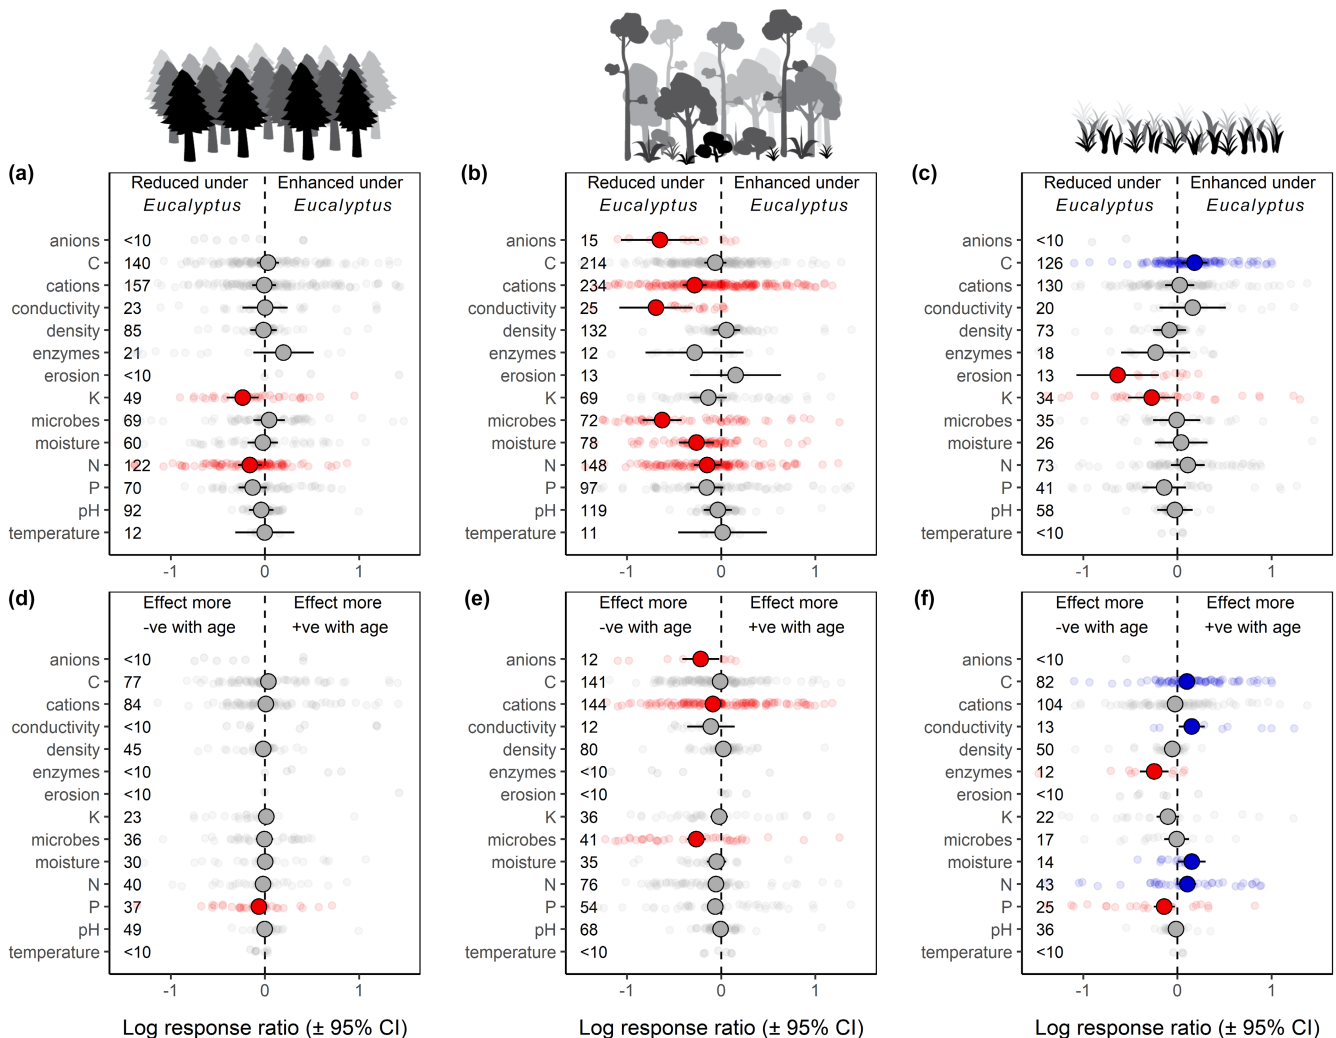 (a)
Reduced under Enhanced under
Eucalyptus Eucalyptus
anions <10
C 140
cations 157
conductivity 23
density 85
enzymes 21
erosion <10
K 49
microbes 69
moisture 60
N 122
P 70
pH 92
temperature 12
-1 0 1
(b)
Reduced under Enhanced under
Eucalyptus Eucalyptus
anions 15
C 214
cations 234
conductivity 25
density 132
enzymes 12
erosion 13
K 69
microbes 72
moisture 78
N 148
P 97
pH 119
temperature 11
-1 0 1
(c)
Reduced under Enhanced under
Eucalyptus Eucalyptus
anions <10
C 126
cations 130
conductivity 20
density 73
enzymes 18
erosion 13
K 34
microbes 35
moisture 26
N 73
P 41
pH 58
temperature <10
-1 0 1
(d)
Effect more Effect more
-ve with age +ve with age
anions <10
C 77
cations 84
conductivity <10
density 45
enzymes <10
erosion <10
K 23
microbes 36
moisture 30
N 40
P 37
pH 49
temperature <10
-1 0 1
Log response ratio (± 95% CI)
(e)
Effect more Effect more
-ve with age +ve with age
anions 12
C 141
cations 144
conductivity 12
density 80
enzymes <10
erosion <10
K 36
microbes 41
moisture 35
N 76
P 54
pH 68
temperature <10
-1 0 1
Log response ratio (± 95% CI)
(f)
Effect more Effect more
-ve with age +ve with age
anions <10
C 82
cations 104
conductivity 13
density 50
enzymes 12
erosion <10
K 22
microbes 17
moisture 14
N 43
P 25
pH 36
temperature <10
-1 0 1
Log response ratio (± 95% CI)